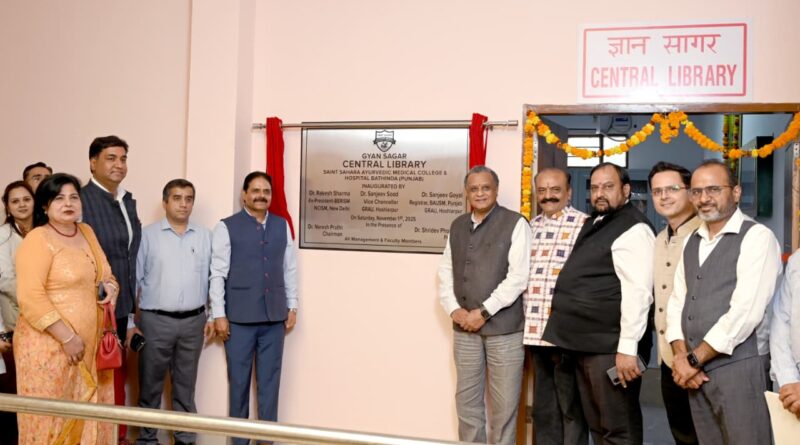 ज्ञान सागर
CENTRAL LIBRARY
GYAN SAGAR
CENTRAL LIBRARY
SAINT SAHARA AYURVEDIC MEDICAL COLLEGE &
HOSPITAL BATHINDA (PUNJAB)
INAUGURATED BY
Dr. Rakesh Sharma
Ex-President-BERISM
NCISM, New Delhi
Dr. Sanjeev Sood
Vice Chancellor
GRAU, Hoshiarpur
Dr. Sanjeev Goyal
Registrar, BAUSM, Punjab
GRAU, Hoshiarpur
On Saturday, November 1st, 2025
In the Presence of
Dr. Naresh Pruthi
Chairman
Dr. Shridev
All Management & Faculty Members